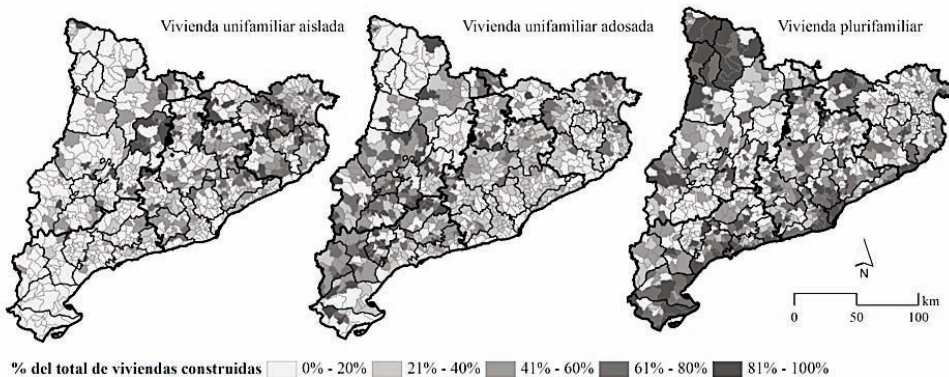 Vivienda unifamiliar aislada
Vivienda unifamiliar adosada
Vivienda plurifamiliar
N
km
0 50 100
% del total de viviendas construidas 0% - 20% 21% - 40% 41% - 60% 61% - 80% 81% - 100%